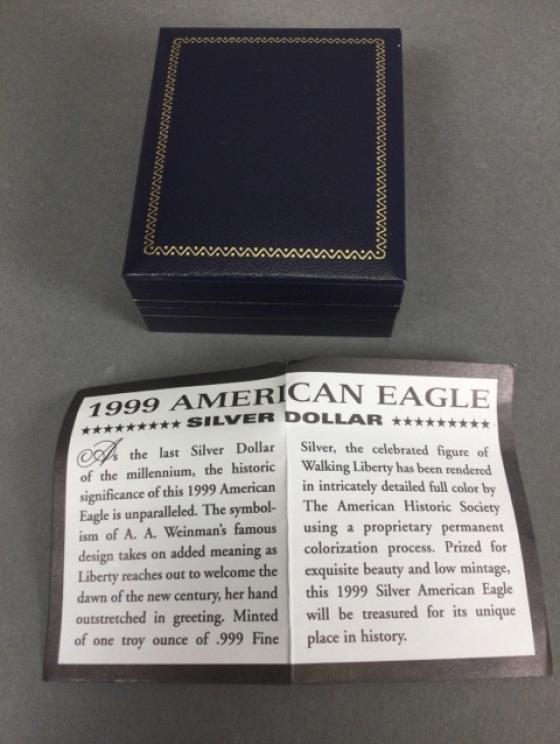 1999 AMERICAN EAGLE
★★★★★★★★★ SILVER DOLLAR ★★★★★★★★★
As the last Silver Dollar
of the millennium, the historic
significance of this 1999 American
Eagle is unparalleled. The symbol-
ism of A. A. Weinman's famous
design takes on added meaning as
Liberty reaches out to welcome the
dawn of the new century, her hand
outstretched in greeting. Minted
of one troy ounce of .999 Fine
Silver, the celebrated figure of
Walking Liberty has been rendered
in intricately detailed full color by
The American Historic Society
using a proprietary permanent
colorization process. Prized for
exquisite beauty and low mintage,
this 1999 Silver American Eagle
will be treasured for its unique
place in history.